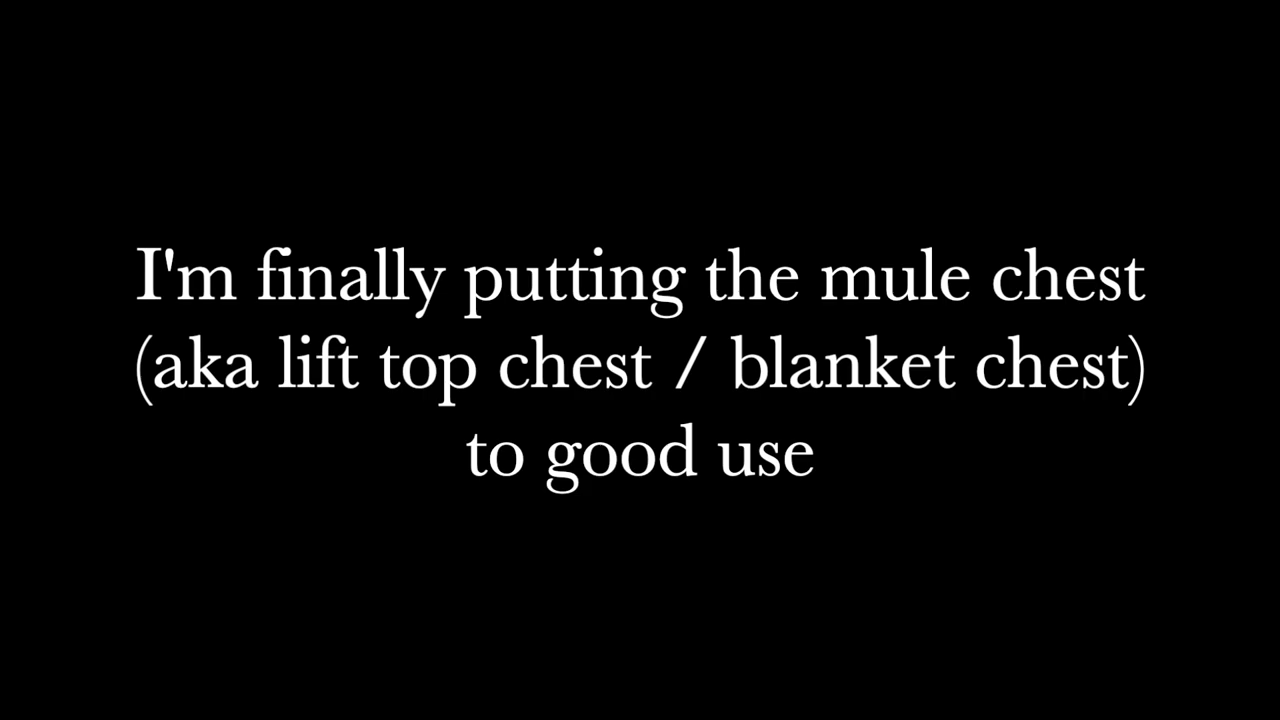 I'm finally putting the mule chest
(aka lift top chest / blanket chest)
to good use